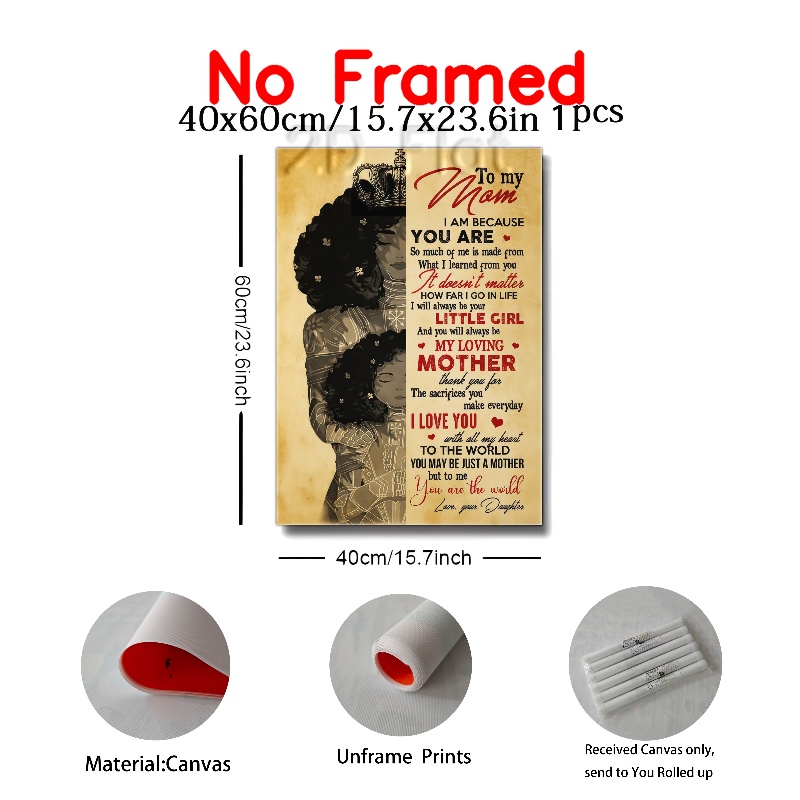 No Framed
40x60cm/15.7x23.6in 1pcs
2D Flat
60cm/23.6inch
To my
Mom
I AM BECAUSE
YOU ARE
So much of me is made from
What I learned from you
It doesn't matter
HOW FAR I GO IN LIFE
I will always be your
LITTLE GIRL
And you will always be
MY LOVING
MOTHER
thank you for
The sacrifices you
make everyday
I LOVE YOU
with all my heart
TO THE WORLD
YOU MAY BE JUST A MOTHER
but to me
You are the world
Love, your Daughter
40cm/15.7inch
Material:Canvas
Unframe Prints
Received Canvas only,
send to You Rolled up